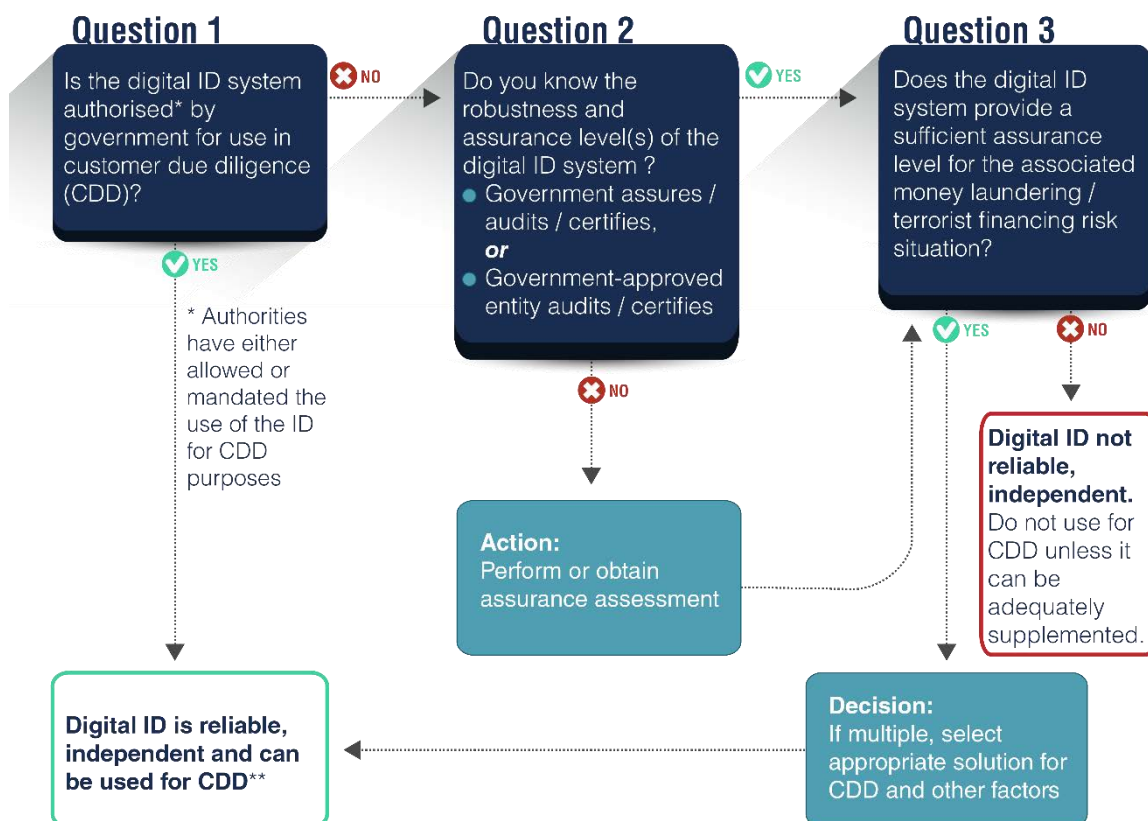 Question 1
Is the digital ID system
authorised* by
government for use in
customer due diligence
(CDD)?
NO
YES
* Authorities
have either
allowed or
mandated the
use of the ID
for CDD
purposes
Question 2
Do you know the
robustness and
assurance level(s) of the
digital ID system ?
Government assures /
audits / certifies,
or
Government-approved
entity audits / certifies
YES
NO
Action:
Perform or obtain
assurance assessment
Question 3
Does the digital ID
system provide a
sufficient assurance
level for the associated
money laundering /
terrorist financing risk
situation?
YES
NO
Digital ID not
reliable,
independent.
Do not use for
CDD unless it
can be
adequately
supplemented.
Decision:
If multiple, select
appropriate solution for
CDD and other factors
Digital ID is reliable,
independent and can
be used for CDD**